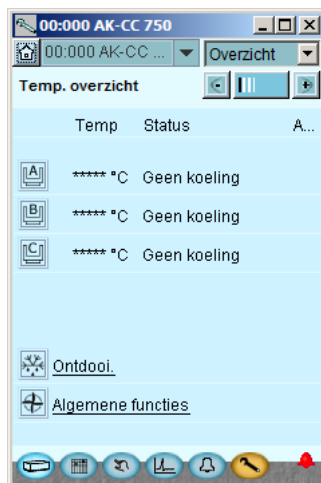 00:000 AK-CC 750
00:000 AK-CC ... Overzicht
Temp. overzicht
Temp Status A...
A ***** °C Geen koeling
B ***** °C Geen koeling
C ***** °C Geen koeling
Ontdooi.
Algemene functies